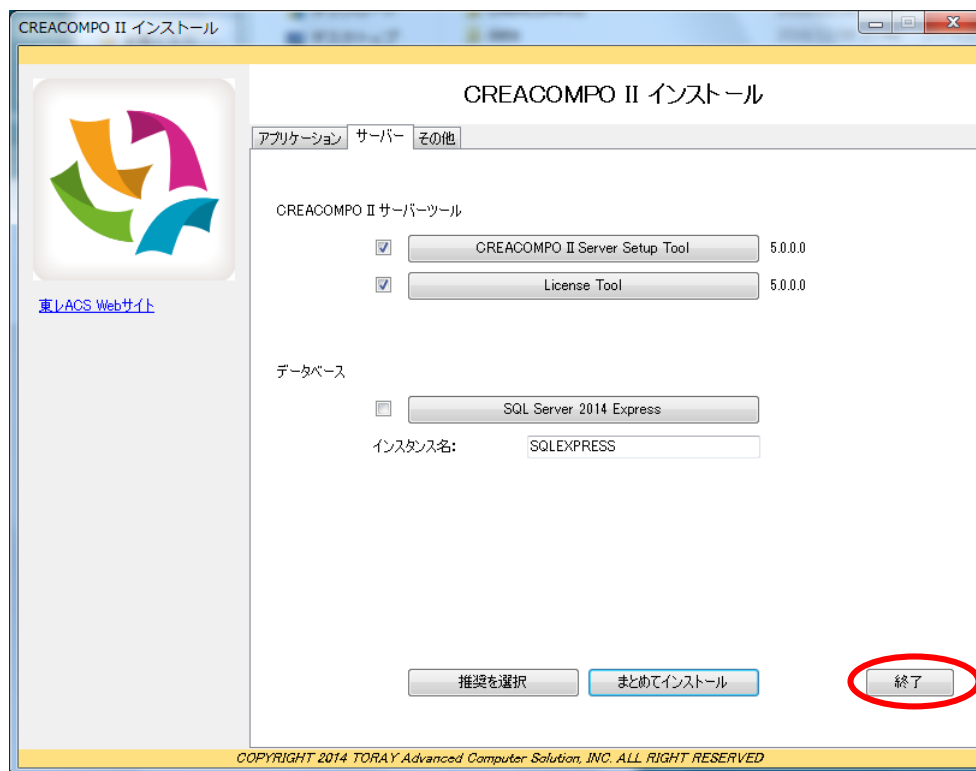 CREACOMPO II インストール
CREACOMPO II インストール
アプリケーション サーバー その他
CREACOMPO II サーバーツール
CREACOMPO II Server Setup Tool 5.0.0.0
License Tool 5.0.0.0
東レACS Webサイト
データベース
SQL Server 2014 Express
インスタンス名: SQLEXPRESS
推奨を選択 まとめてインストール 終了
COPYRIGHT 2014 TORAY Advanced Computer Solution, INC. ALL RIGHT RESERVED